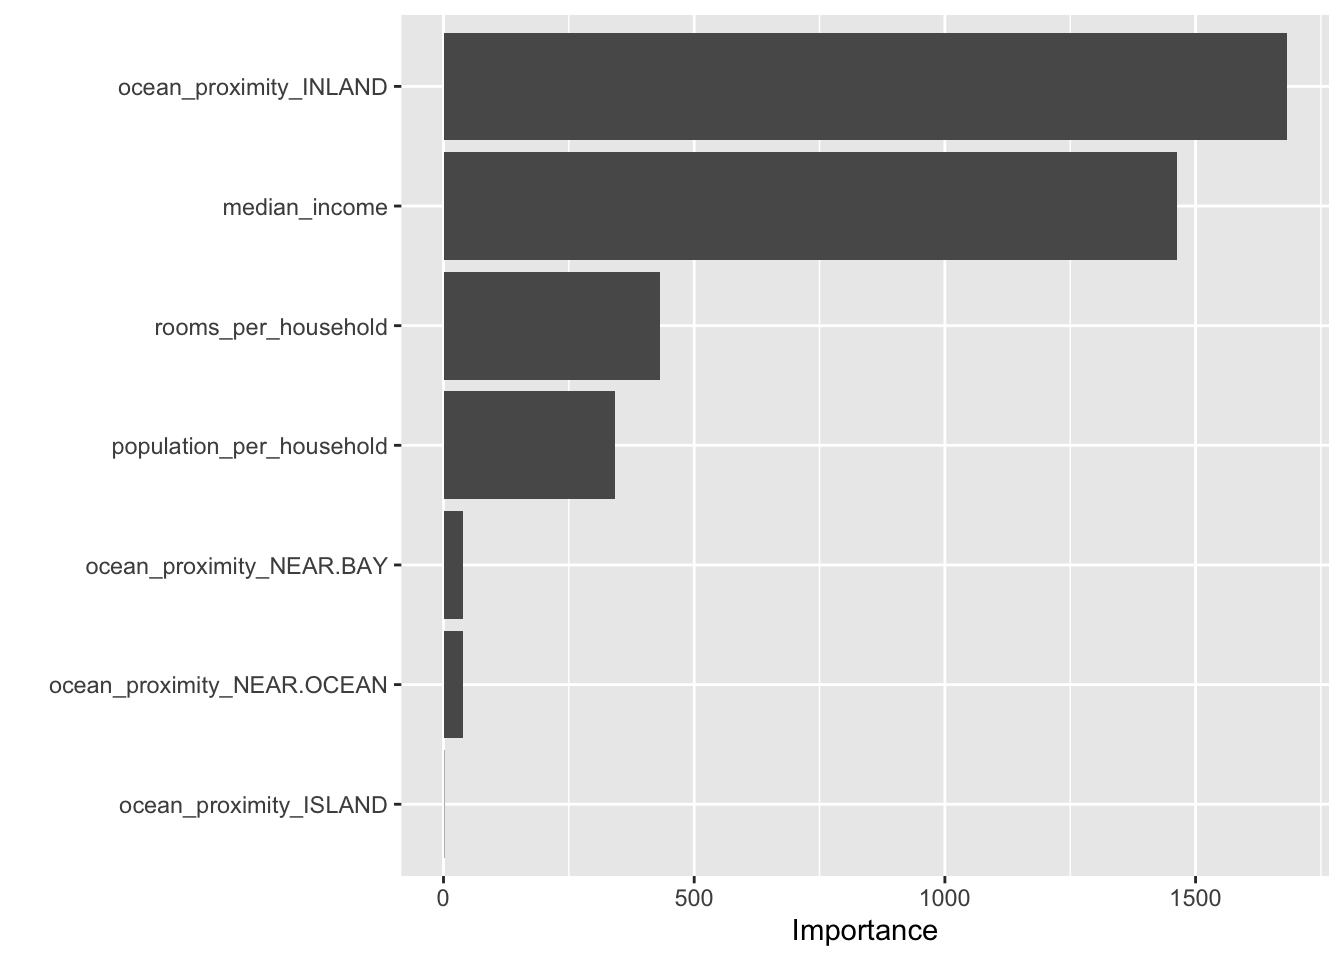 ocean_proximity_INLAND
median_income
rooms_per_household
population_per_household
ocean_proximity_NEAR.BAY
ocean_proximity_NEAR.OCEAN
ocean_proximity_ISLAND
0 500 1000 1500
Importance